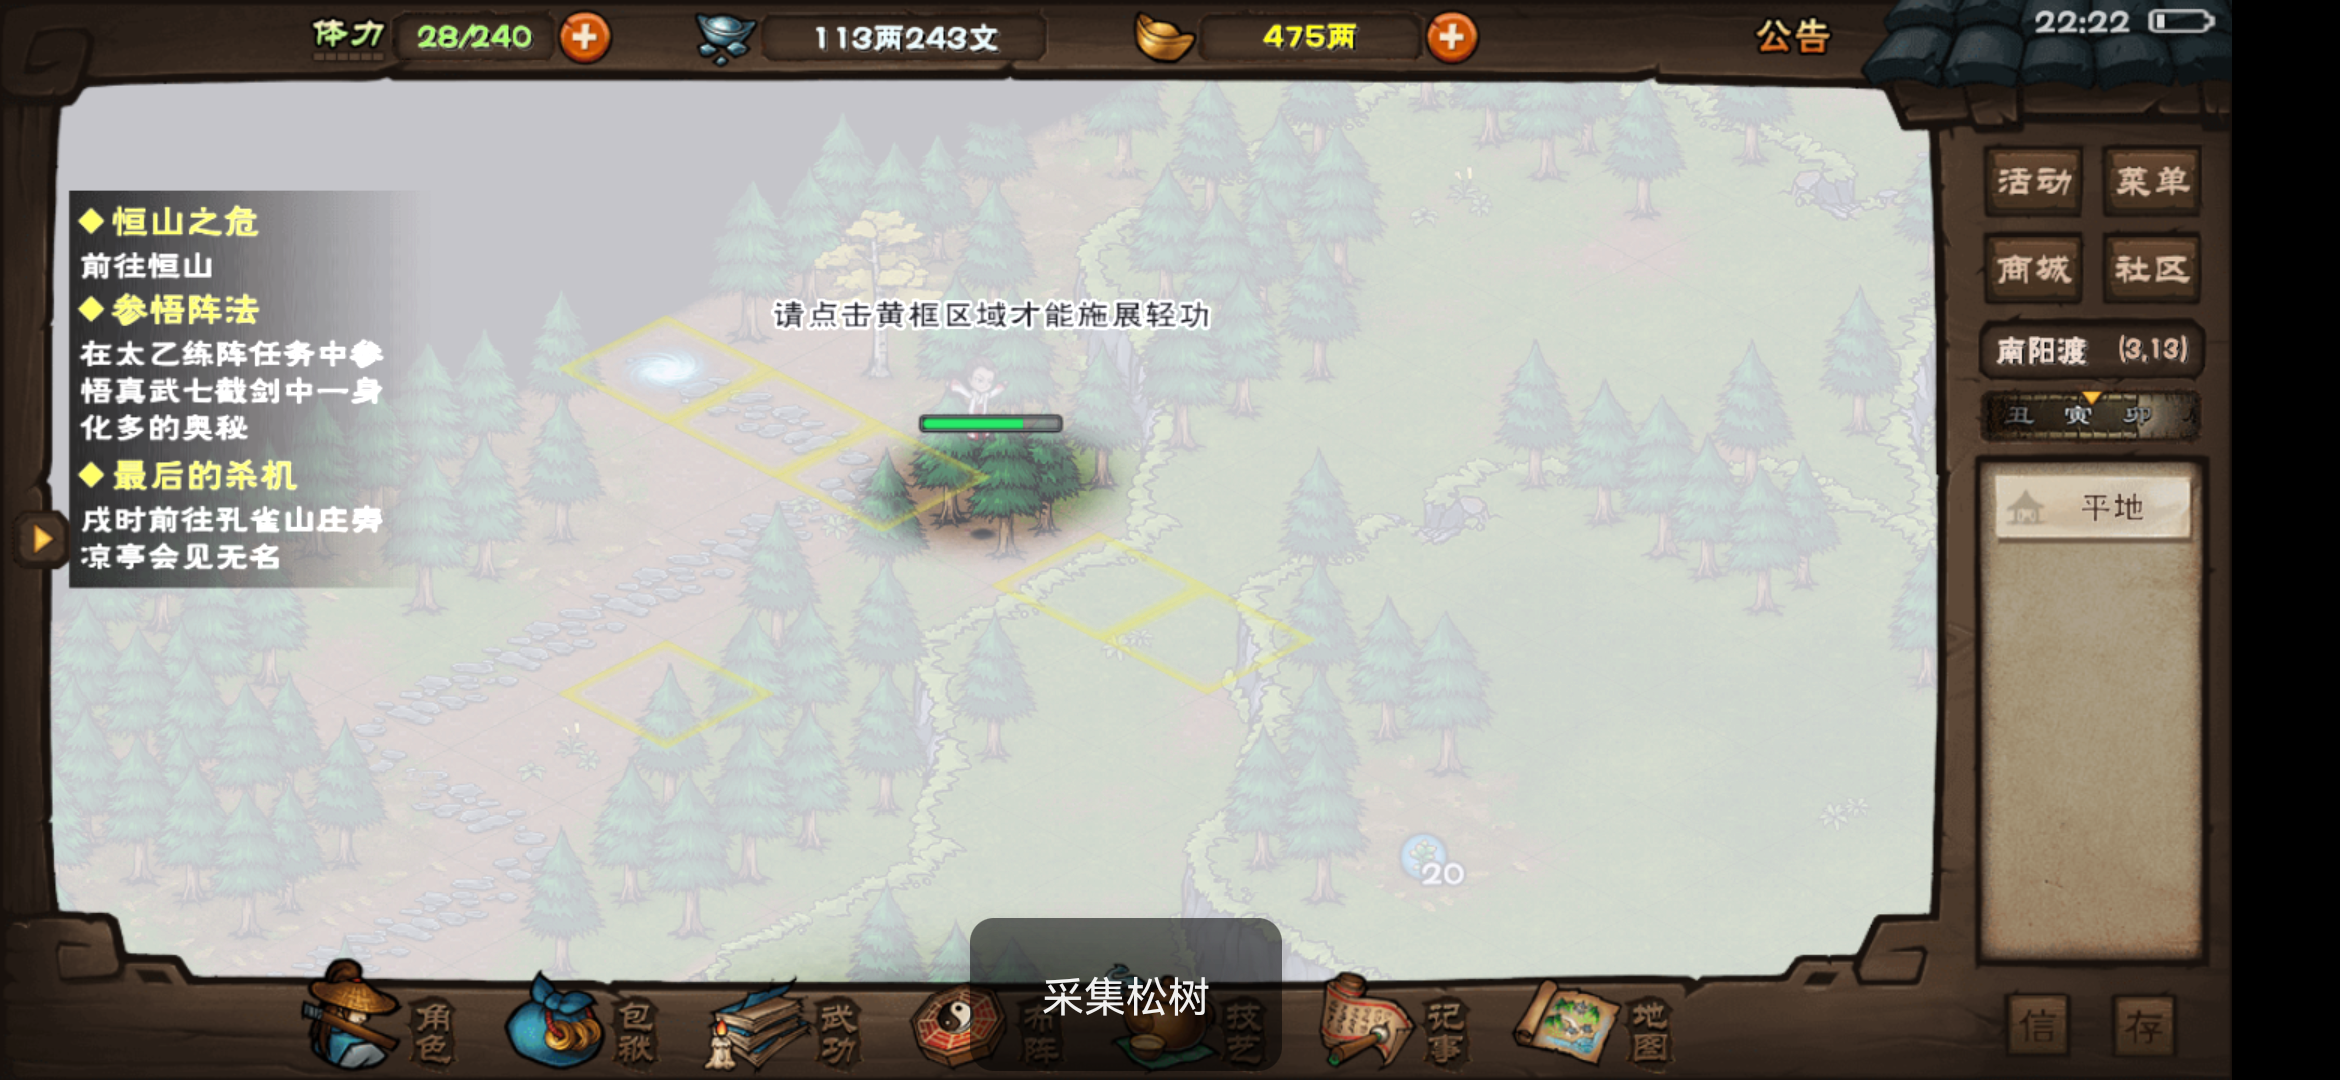 体力 28/240 113两243文 475两 公告 22:22
活动 菜单
商城 社区
南阳渡 (3,13)
丑 寅 卯
平地
◆恒山之危
前往恒山
◆参悟阵法
在太乙练阵任务中参
悟真武七截剑中一身
化多的奥秘
◆最后的杀机
戌时前往孔雀山庄旁
凉亭会见无名
请点击黄框区域才能施展轻功
20
采集松树
角色 包袱 武功 布阵 技艺 记事 地图 信 存